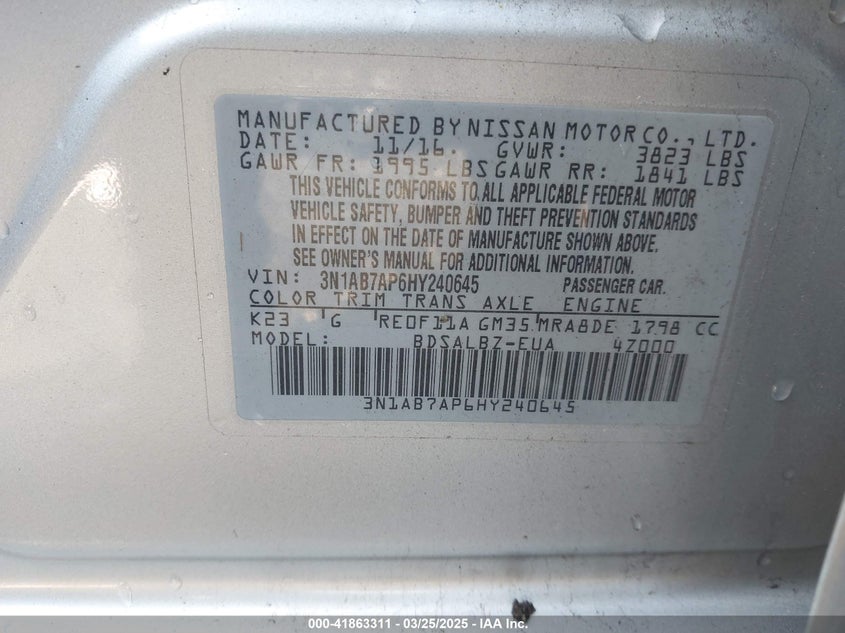 MANUFACTURED BY NISSAN MOTOR CO., LTD.
DATE: 11/16. GVWR: 3823 LBS
GAWR FR: 1995 LBS GAWR RR: 1841 LBS
THIS VEHICLE CONFORMS TO ALL APPLICABLE FEDERAL MOTOR
VEHICLE SAFETY, BUMPER AND THEFT PREVENTION STANDARDS
IN EFFECT ON THE DATE OF MANUFACTURE SHOWN ABOVE.
SEE OWNER'S MANUAL FOR ADDITIONAL INFORMATION.
VIN: 3N1AB7AP6HY240645 PASSENGER CAR.
COLOR TRIM TRANS AXLE ENGINE
K23 G RE0F11A GM35 MRA8DE 1798 CC
MODEL: BDSALBZ-EUA 4Z000
3N1AB7AP6HY240645
000-41863311 - 03/25/2025 - IAASUBSIDIARY, Inc.